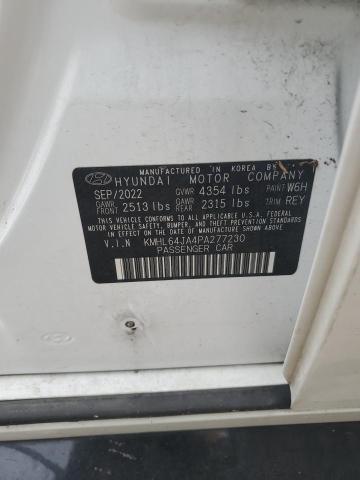 MANUFACTURED IN KOREA BY
HYUNDAI MOTOR COMPANY
SEP/2022 GVWR 4354 lbs PAINT W6H
GAWR FRONT 2513 lbs GAWR REAR 2315 lbs TRIM REY
THIS VEHICLE CONFORMS TO ALL APPLICABLE U.S.A. FEDERAL
MOTOR VEHICLE SAFETY, BUMPER, AND THEFT PREVENTION
STANDARDS IN EFFECT ON THE DATE OF MANUFACTURE SHOWN ABOVE.
V.I.N KMHL64JA4PA277230
PASSENGER CAR